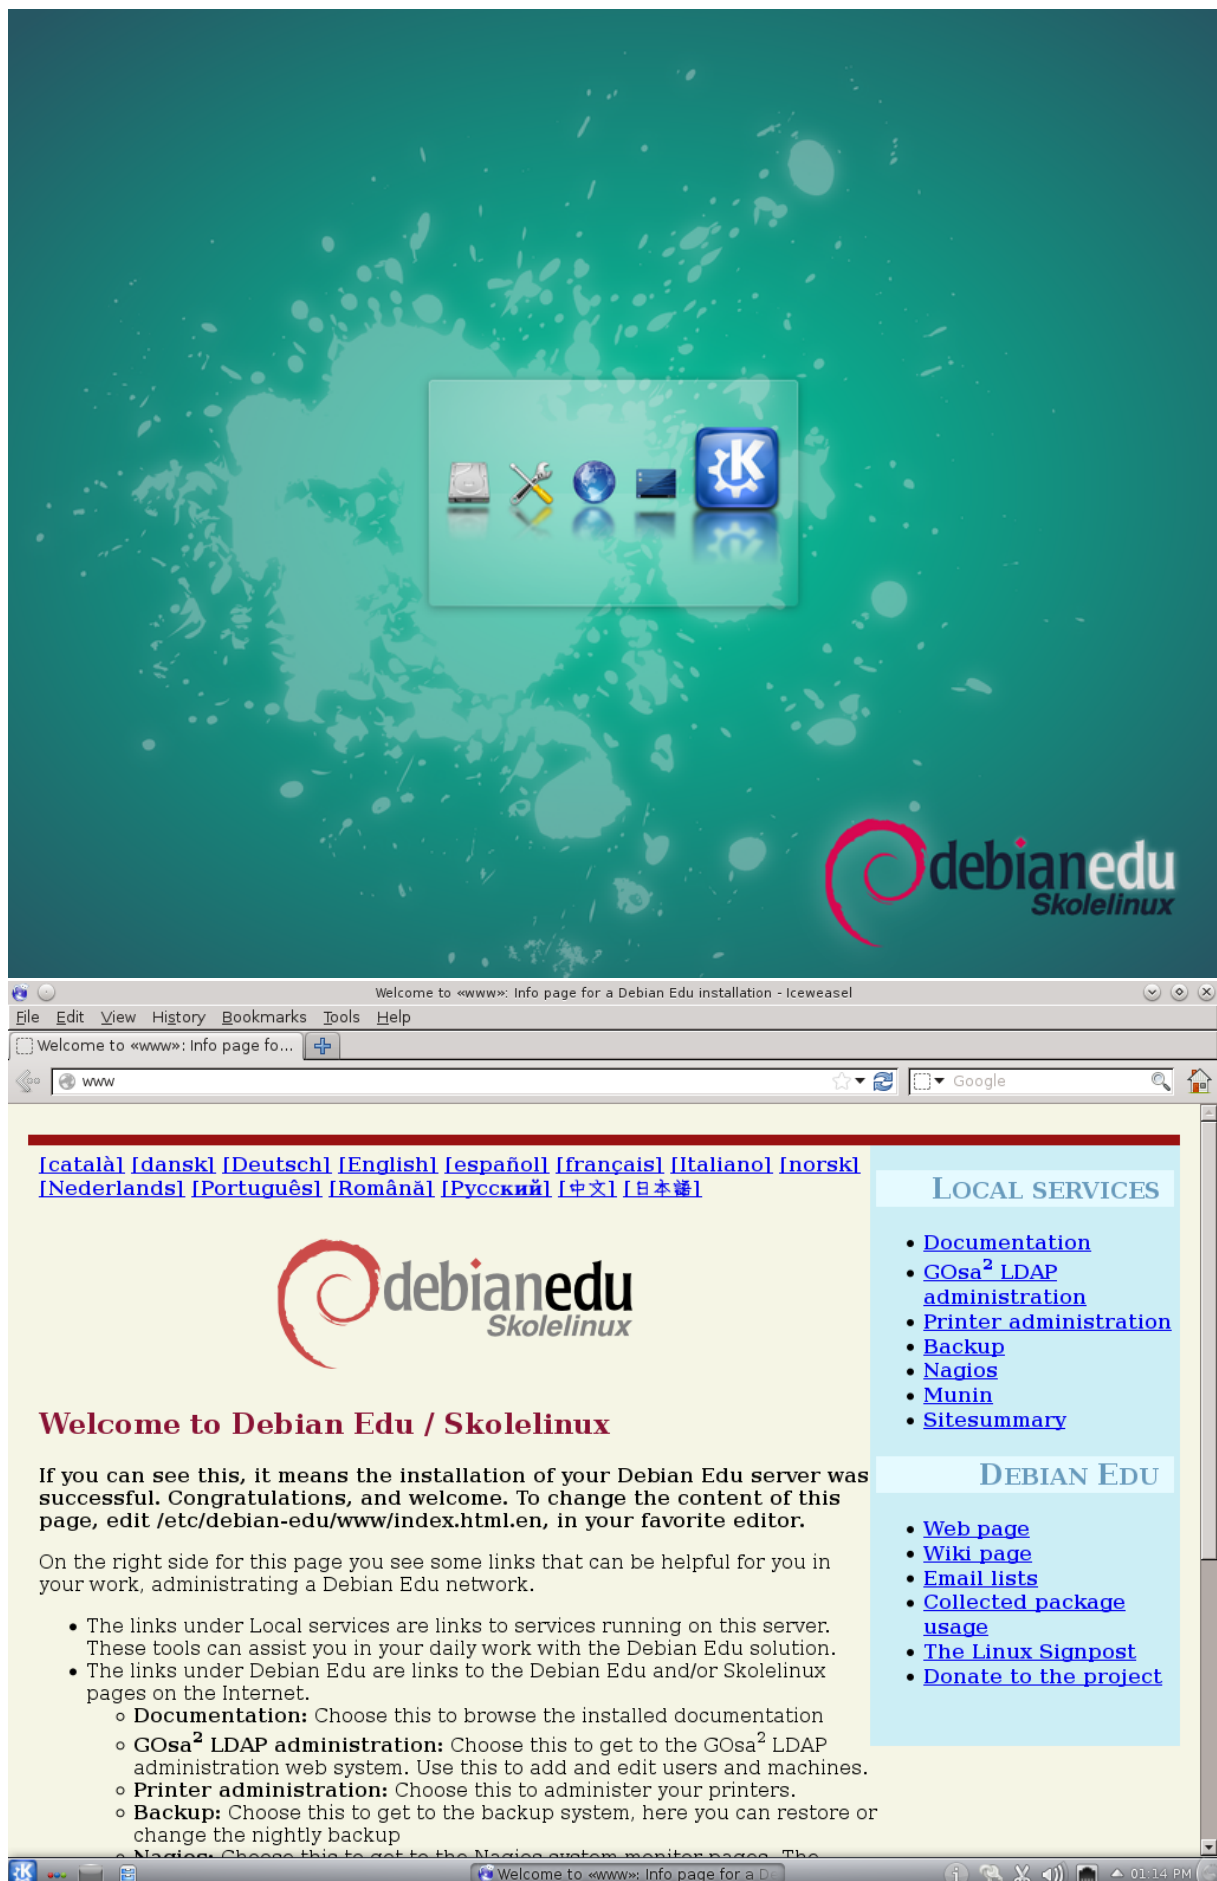 debianedu
Skolelinux
Welcome to «www»: Info page for a Debian Edu installation - Iceweasel
File Edit View History Bookmarks Tools Help
Welcome to «www»: Info page fo...
www
Google
[català] [dansk] [Deutsch] [English] [español] [français] [Italiano] [norsk]
[Nederlands] [Português] [Română] [Русский] [中文] [日本語]
debianedu
Skolelinux
Welcome to Debian Edu / Skolelinux
If you can see this, it means the installation of your Debian Edu server was
successful. Congratulations, and welcome. To change the content of this
page, edit /etc/debian-edu/www/index.html.en, in your favorite editor.
On the right side for this page you see some links that can be helpful for you in
your work, administrating a Debian Edu network.
• The links under Local services are links to services running on this server.
These tools can assist you in your daily work with the Debian Edu solution.
• The links under Debian Edu are links to the Debian Edu and/or Skolelinux
pages on the Internet.
◦ Documentation: Choose this to browse the installed documentation
◦ GOsa² LDAP administration: Choose this to get to the GOsa² LDAP
administration web system. Use this to add and edit users and machines.
◦ Printer administration: Choose this to administer your printers.
◦ Backup: Choose this to get to the backup system, here you can restore or
change the nightly backup
◦ Nagios: Choose this to get to the Nagios system monitor pages. The
LOCAL SERVICES
• Documentation
• GOsa² LDAP
administration
• Printer administration
• Backup
• Nagios
• Munin
• Sitesummary
DEBIAN EDU
• Web page
• Wiki page
• Email lists
• Collected package
usage
• The Linux Signpost
• Donate to the project
Welcome to «www»: Info page for a De
01:14 PM